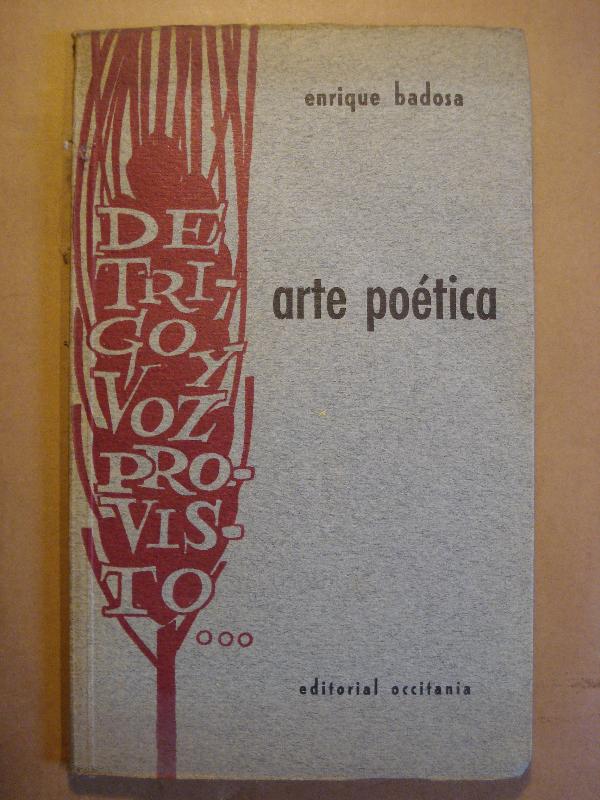 enrique badosa
arte poética
DE
TRI-
GO Y
VOZ
PRO-
VIS-
TO...
editorial occitania